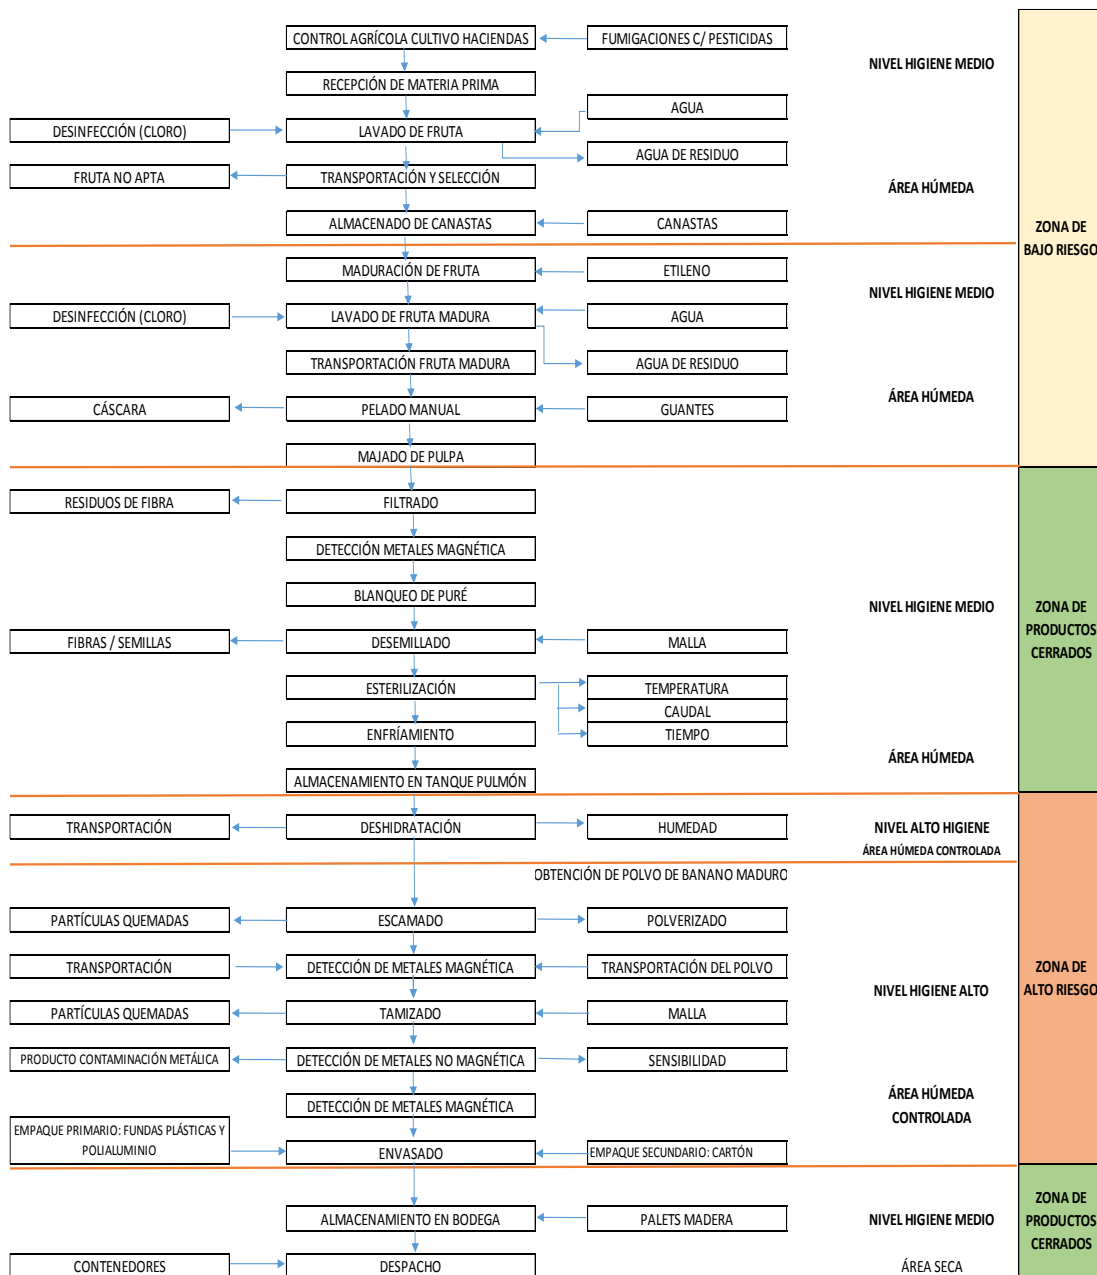 CONTROL AGRÍCOLA CULTIVO HACIENDAS
FUMIGACIONES C/ PESTICIDAS
NIVEL HIGIENE MEDIO
RECEPCIÓN DE MATERIA PRIMA
AGUA
DESINFECCIÓN (CLORO)
LAVADO DE FRUTA
AGUA DE RESIDUO
FRUTA NO APTA
TRANSPORTACIÓN Y SELECCIÓN
ÁREA HÚMEDA
ALMACENADO DE CANASTAS
CANASTAS
ZONA DE
BAJO RIESGO
MADURACIÓN DE FRUTA
ETILENO
NIVEL HIGIENE MEDIO
DESINFECCIÓN (CLORO)
LAVADO DE FRUTA MADURA
AGUA
TRANSPORTACIÓN FRUTA MADURA
AGUA DE RESIDUO
ÁREA HÚMEDA
CÁSCARA
PELADO MANUAL
GUANTES
MAJADO DE PULPA
RESIDUOS DE FIBRA
FILTRADO
DETECCIÓN METALES MAGNÉTICA
BLANQUEO DE PURÉ
NIVEL HIGIENE MEDIO
ZONA DE
PRODUCTOS
CERRADOS
FIBRAS / SEMILLAS
DESEMILLADO
MALLA
ESTERILIZACIÓN
TEMPERATURA
CAUDAL
ENFRÍAMIENTO
TIEMPO
ÁREA HÚMEDA
ALMACENAMIENTO EN TANQUE PULMÓN
TRANSPORTACIÓN
DESHIDRATACIÓN
HUMEDAD
NIVEL ALTO HIGIENE
ÁREA HÚMEDA CONTROLADA
OBTENCIÓN DE POLVO DE BANANO MADURO
PARTÍCULAS QUEMADAS
ESCAMADO
POLVERIZADO
TRANSPORTACIÓN
DETECCIÓN DE METALES MAGNÉTICA
TRANSPORTACIÓN DEL POLVO
ZONA DE
ALTO RIESGO
NIVEL HIGIENE ALTO
PARTÍCULAS QUEMADAS
TAMIZADO
MALLA
PRODUCTO CONTAMINACIÓN METÁLICA
DETECCIÓN DE METALES NO MAGNÉTICA
SENSIBILIDAD
ÁREA HÚMEDA
CONTROLADA
DETECCIÓN DE METALES MAGNÉTICA
EMPAQUE PRIMARIO: FUNDAS PLÁSTICAS Y
POLIALUMINIO
ENVASADO
EMPAQUE SECUNDARIO: CARTÓN
ALMACENAMIENTO EN BODEGA
PALETS MADERA
NIVEL HIGIENE MEDIO
ZONA DE
PRODUCTOS
CERRADOS
CONTENEDORES
DESPACHO
ÁREA SECA